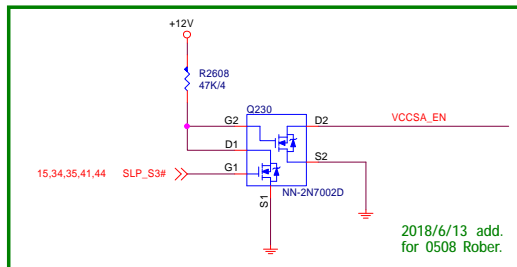 +12V
R2608
47K/4
Q230
G2
D2
VCCSA_EN
D1
S2
15,34,35,41,44 SLP_S3#
G1
NN-2N7002D
S1
2018/6/13 add.
for 0508 Rober.